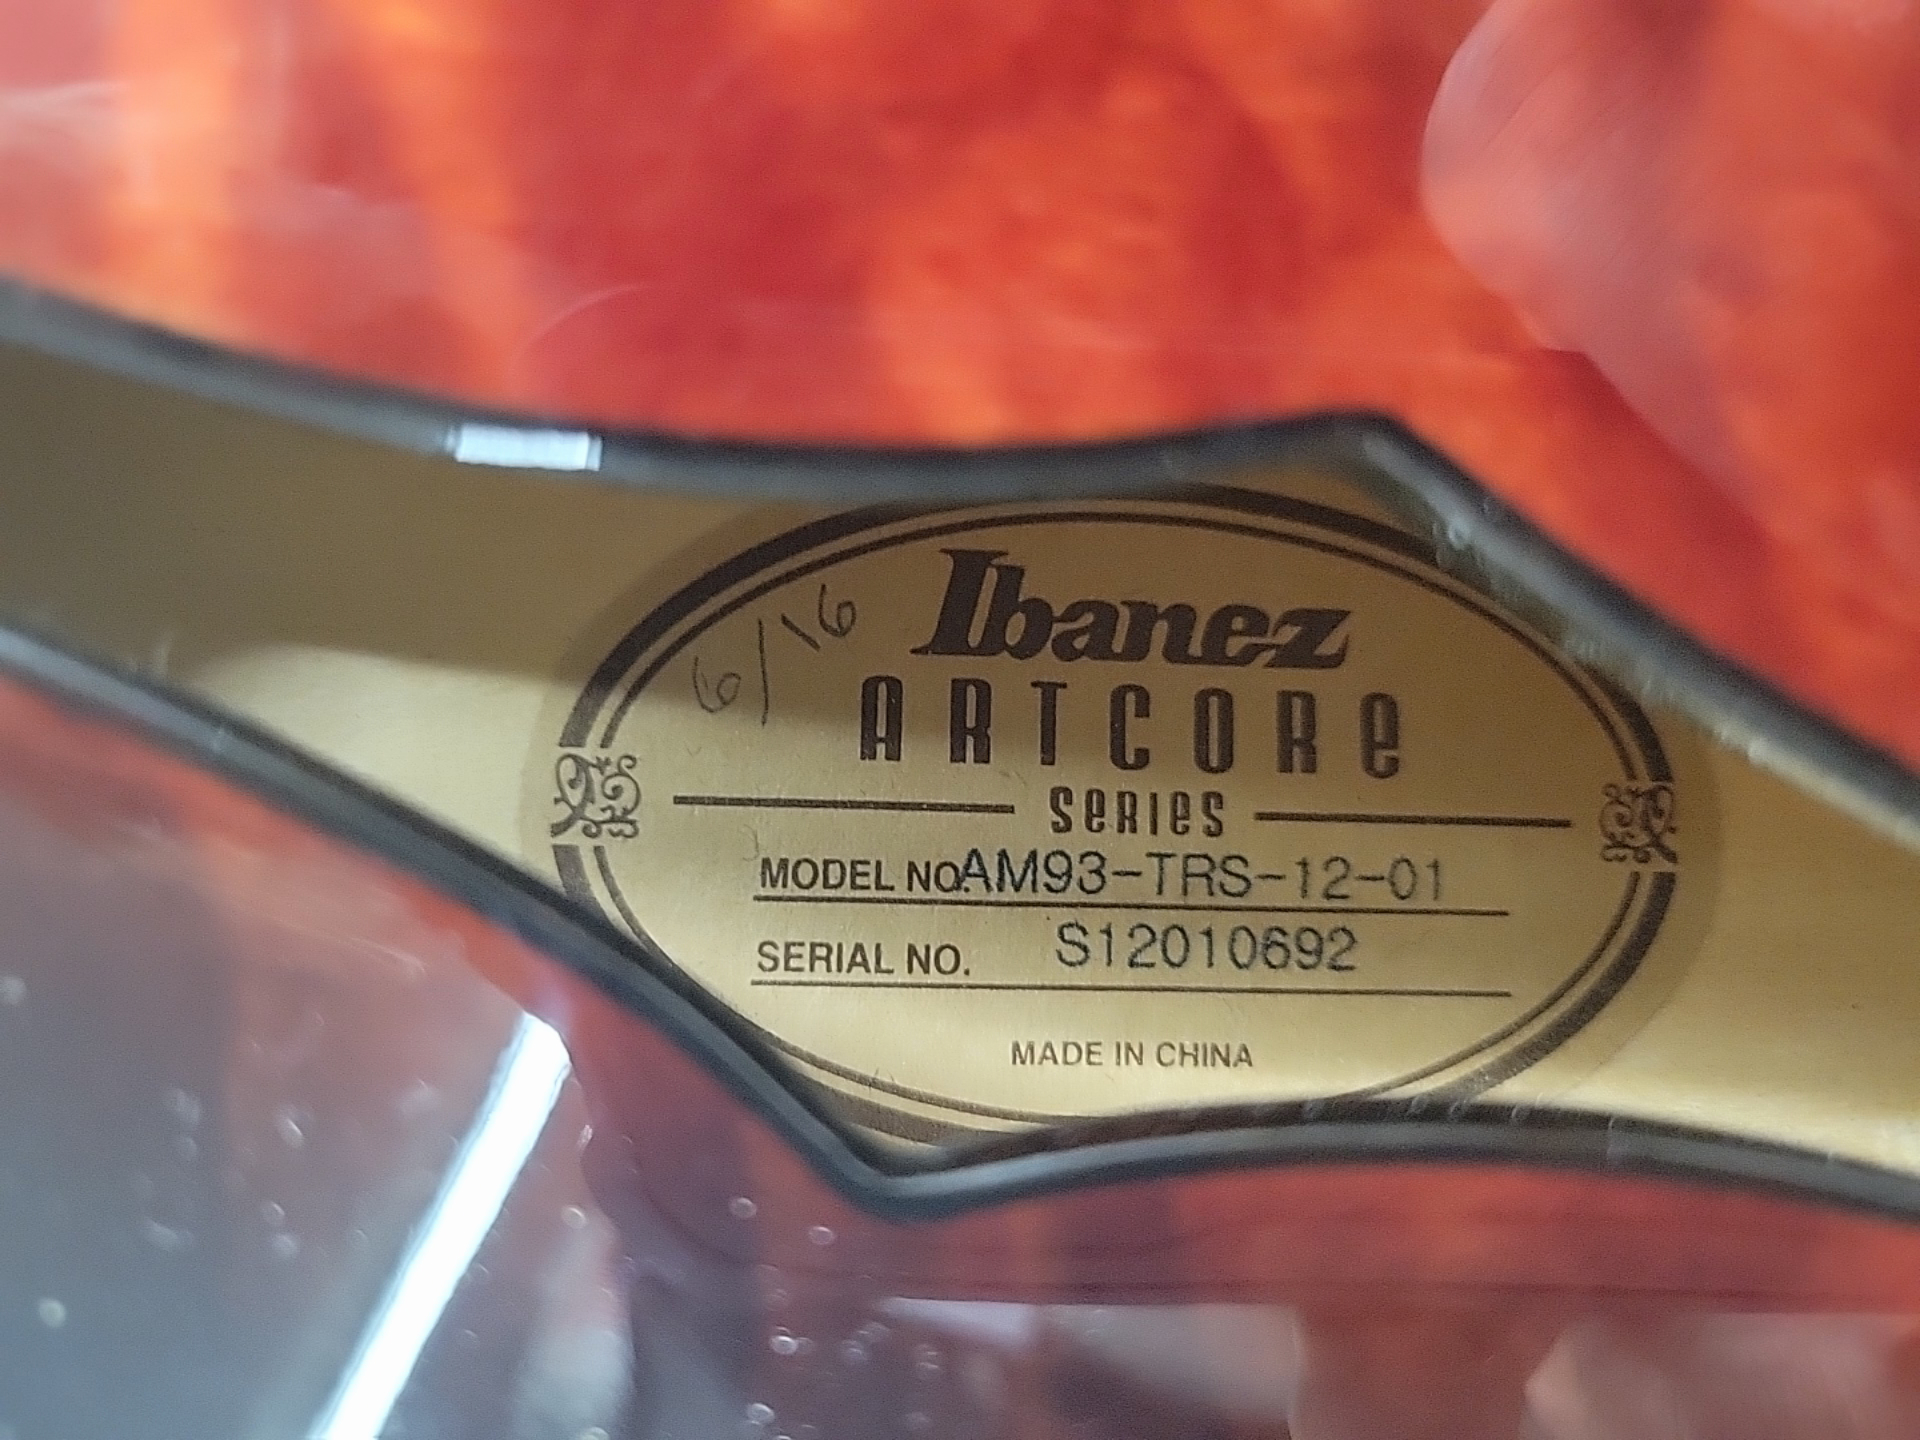 6/16
Ibanez
ARTCORE
SERIES
MODEL NO. AM93-TRS-12-01
SERIAL NO. S12010692
MADE IN CHINA